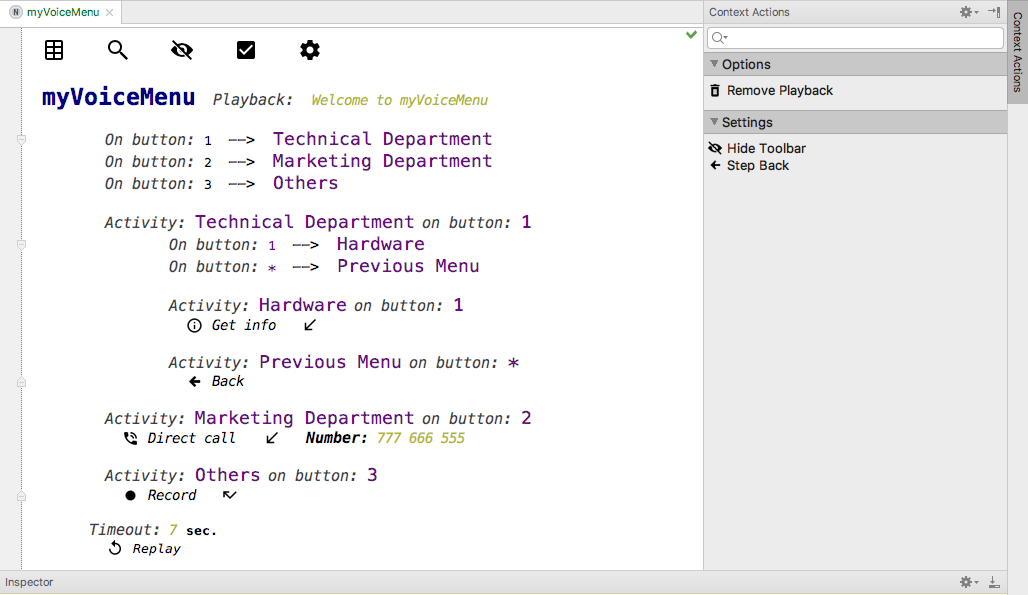 N myVoiceMenu
Context Actions
Context Actions
myVoiceMenu Playback: Welcome to myVoiceMenu
On button: 1 --> Technical Department
On button: 2 --> Marketing Department
On button: 3 --> Others
Activity: Technical Department on button: 1
On button: 1 --> Hardware
On button: * --> Previous Menu
Activity: Hardware on button: 1
Get info
Activity: Previous Menu on button: *
Back
Activity: Marketing Department on button: 2
Direct call Number: 777 666 555
Activity: Others on button: 3
Record
Timeout: 7 sec.
Replay
Options
Remove Playback
Settings
Hide Toolbar
Step Back
Inspector